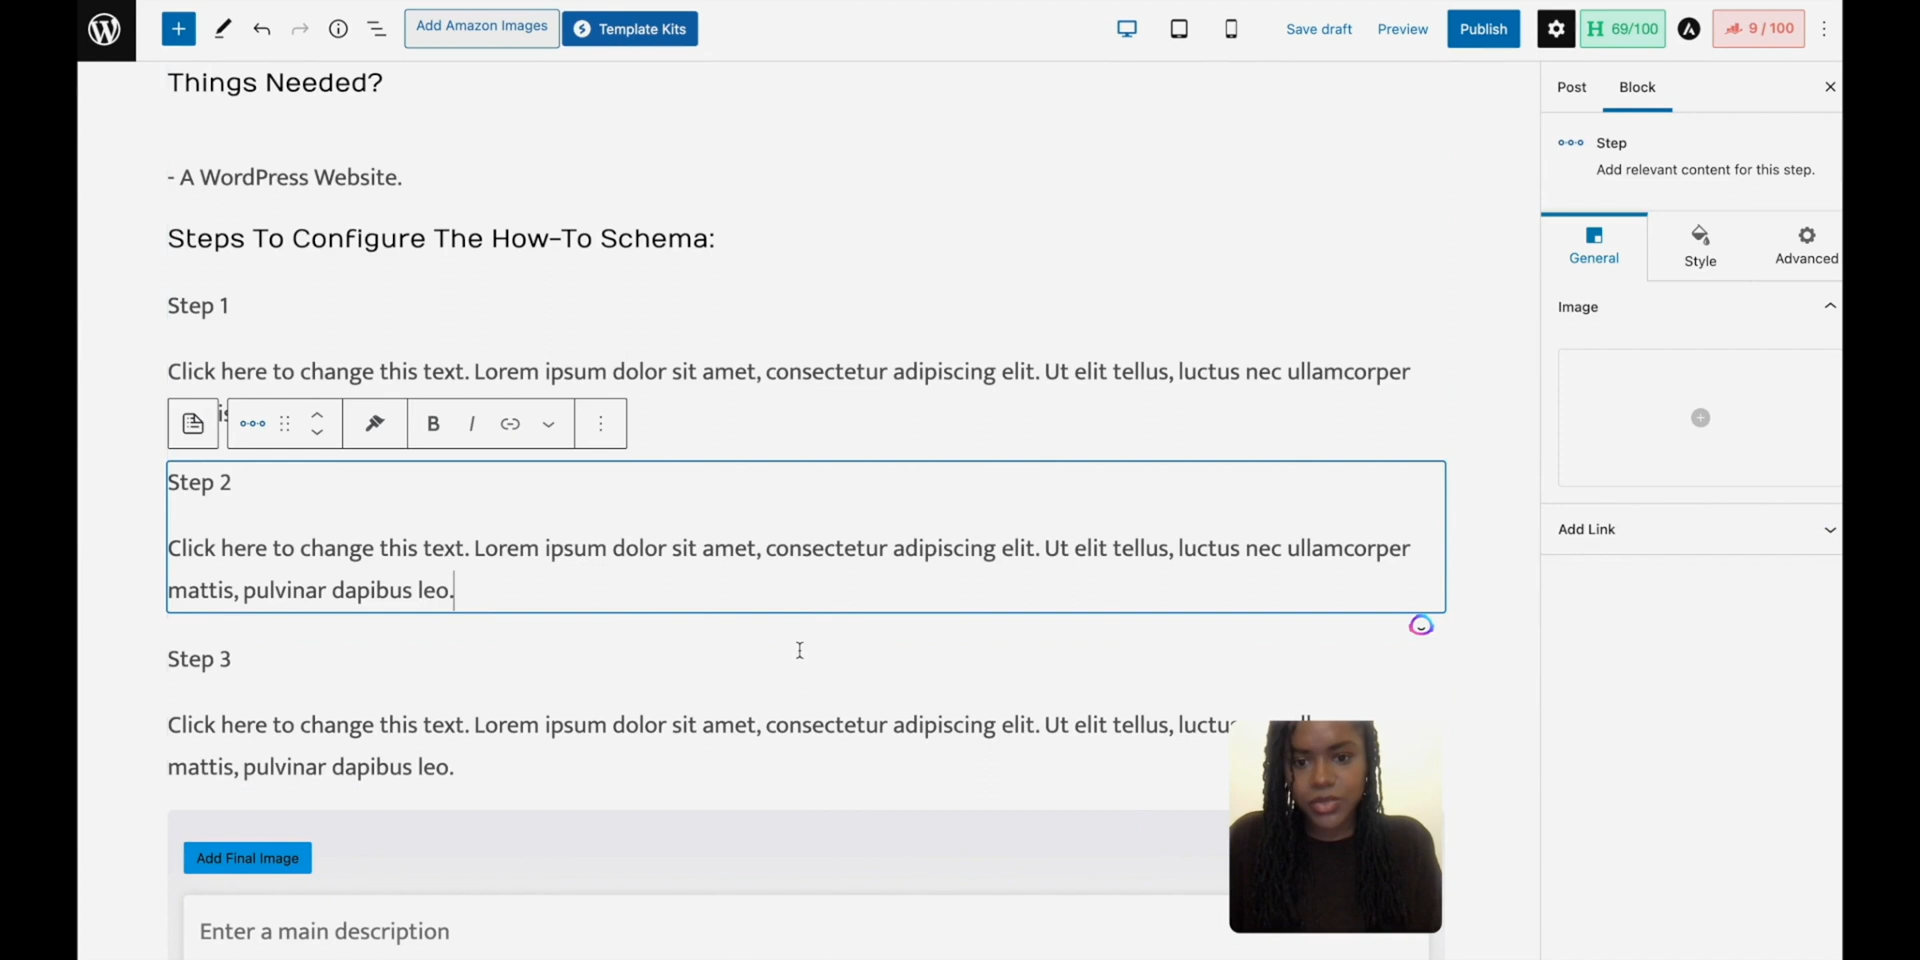 Add Amazon Images
Template Kits
Save draft
Preview
Publish
69/100
9 / 100
Things Needed?
- A WordPress Website.
Steps To Configure The How-To Schema:
Step 1
Click here to change this text. Lorem ipsum dolor sit amet, consectetur adipiscing elit. Ut elit tellus, luctus nec ullamcorper
B I
Step 2
Click here to change this text. Lorem ipsum dolor sit amet, consectetur adipiscing elit. Ut elit tellus, luctus nec ullamcorper
mattis, pulvinar dapibus leo.
Step 3
Click here to change this text. Lorem ipsum dolor sit amet, consectetur adipiscing elit. Ut elit tellus, luctus
mattis, pulvinar dapibus leo.
Add Final Image
Enter a main description
Post
Block
Step
Add relevant content for this step.
General
Style
Advanced
Image
Add Link